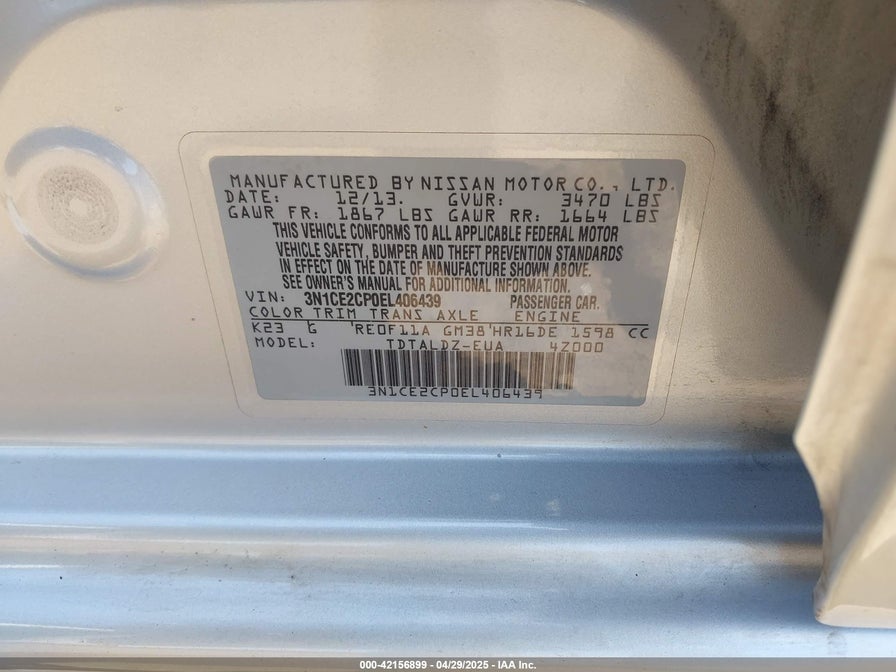 MANUFACTURED BY NISSAN MOTOR CO., LTD.
DATE: 12/13. GVWR: 3470 LBS
GAWR FR: 1867 LBS GAWR RR: 1664 LBS
THIS VEHICLE CONFORMS TO ALL APPLICABLE FEDERAL MOTOR
VEHICLE SAFETY, BUMPER AND THEFT PREVENTION STANDARDS
IN EFFECT ON THE DATE OF MANUFACTURE SHOWN ABOVE.
SEE OWNER'S MANUAL FOR ADDITIONAL INFORMATION.
VIN: 3N1CE2CP0EL406439 PASSENGER CAR.
COLOR TRIM TRANS AXLE ENGINE
K23 G 'RE0F11A GM38'HR16DE 1598 CC
MODEL: TDTALDZ-EUA 4Z000
3N1CE2CP0EL406439
000-42156899 - 04/29/2025 - IAA Inc.